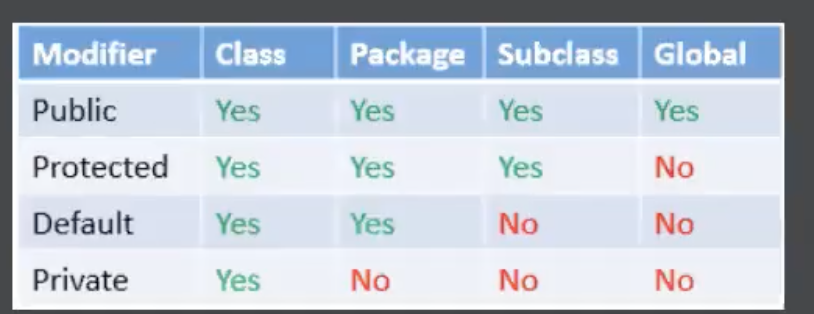 Modifier Class Package Subclass Global
Public Yes Yes Yes Yes
Protected Yes Yes Yes No
Default Yes Yes No No
Private Yes No No No